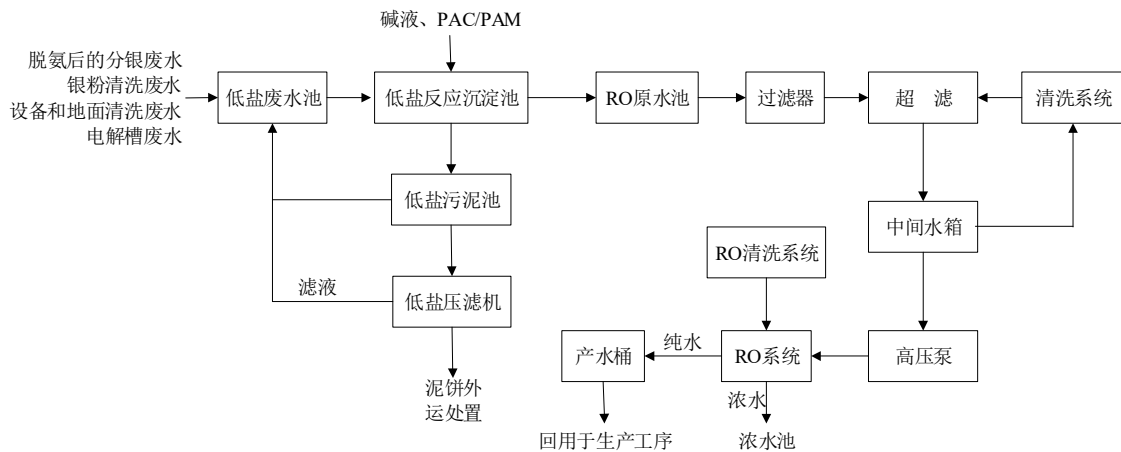 碱液、PAC/PAM
脱氨后的分银废水
银粉清洗废水
设备和地面清洗废水
电解槽废水
低盐废水池
低盐反应沉淀池
RO原水池
过滤器
超 滤
清洗系统
低盐污泥池
中间水箱
RO清洗系统
滤液
低盐压滤机
产水桶
纯水
RO系统
高压泵
泥饼外
运处置
浓水
回用于生产工序
浓水池